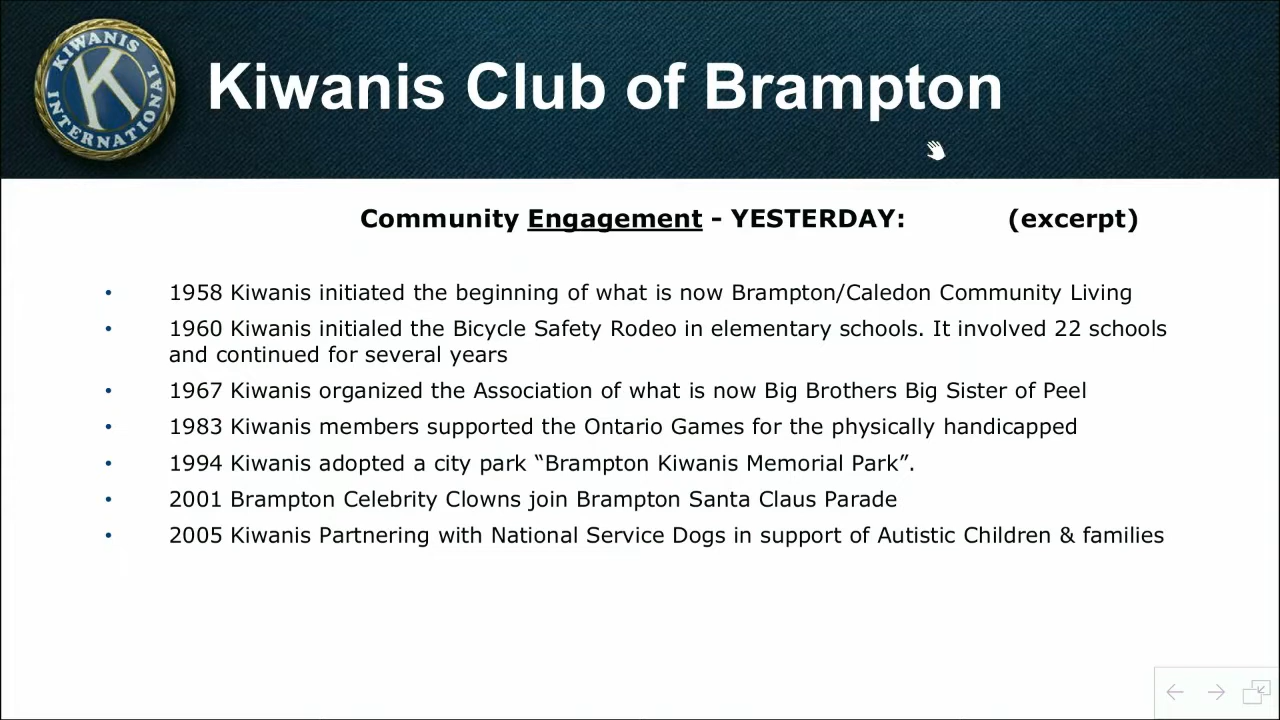 KIWANIS
K
INTERNATIONAL
Kiwanis Club of Brampton
Community Engagement - YESTERDAY: (excerpt)
• 1958 Kiwanis initiated the beginning of what is now Brampton/Caledon Community Living
• 1960 Kiwanis initialed the Bicycle Safety Rodeo in elementary schools. It involved 22 schools
and continued for several years
• 1967 Kiwanis organized the Association of what is now Big Brothers Big Sister of Peel
• 1983 Kiwanis members supported the Ontario Games for the physically handicapped
• 1994 Kiwanis adopted a city park “Brampton Kiwanis Memorial Park”.
• 2001 Brampton Celebrity Clowns join Brampton Santa Claus Parade
• 2005 Kiwanis Partnering with National Service Dogs in support of Autistic Children & families